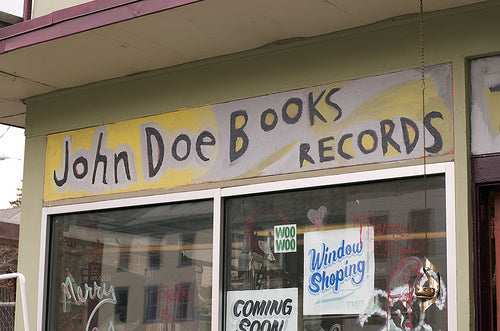 John Doe Books
RECORDS
WOO
WOO
Window
Shoping!
COMING
SOON
Merry